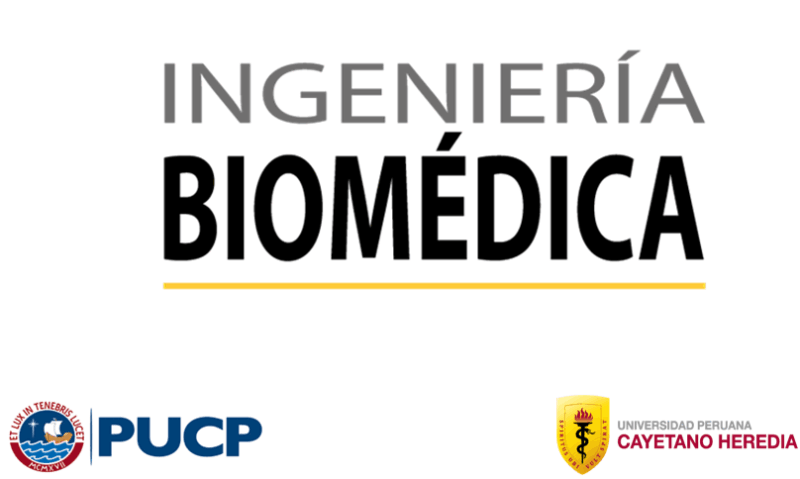 INGENIERÍA
BIOMÉDICA
ET LUX IN TENEBRIS LUCET
MCMXVII
PUCP
SPIRITUS UBI VULT SPIRAT
UNIVERSIDAD PERUANA
CAYETANO HEREDIA